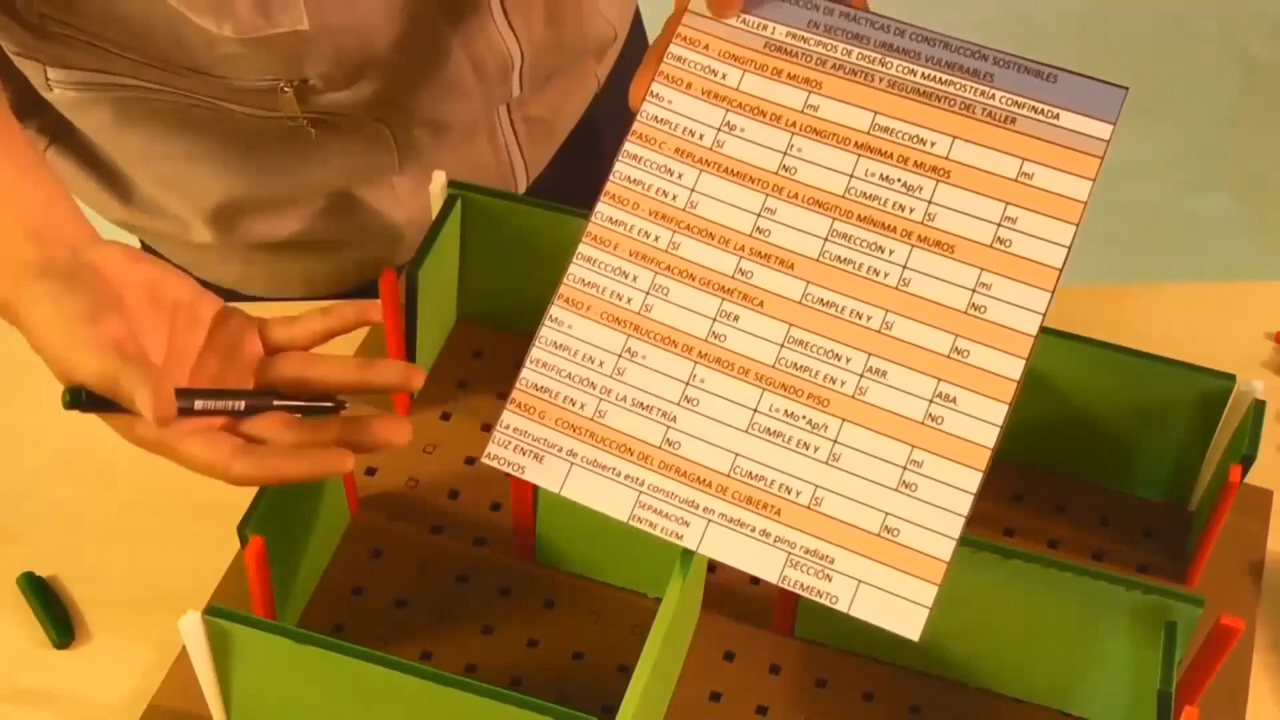 DE PRÁCTICAS DE CONSTRUCCIÓN SOSTENIBLES
EN SECTORES URBANOS VULNERABLES
TALLER 1 - PRINCIPIOS DE DISEÑO CON MAMPOSTERÍA CONFINADA
FORMATO DE APUNTES Y SEGUIMIENTO DEL TALLER
PASO A - LONGITUD DE MUROS
DIRECCIÓN X ml DIRECCIÓN Y ml
PASO B - VERIFICACIÓN DE LA LONGITUD MÍNIMA DE MUROS
Mo = Ap = t = L= Mo*Ap/t ml
CUMPLE EN X SÍ NO CUMPLE EN Y SÍ NO
PASO C - REPLANTEAMIENTO DE LA LONGITUD MÍNIMA DE MUROS
DIRECCIÓN X ml DIRECCIÓN Y ml
CUMPLE EN X SÍ NO CUMPLE EN Y SÍ NO
PASO D - VERIFICACIÓN DE LA SIMETRÍA
CUMPLE EN X SÍ NO CUMPLE EN Y SÍ NO
PASO E - VERIFICACIÓN GEOMÉTRICA
DIRECCIÓN X IZQ DER DIRECCIÓN Y ARR. ABA.
CUMPLE EN X SÍ NO CUMPLE EN Y SÍ NO
PASO F - CONSTRUCCIÓN DE MUROS DE SEGUNDO PISO
Mo = Ap = t = L= Mo*Ap/t ml
CUMPLE EN X SÍ NO CUMPLE EN Y SÍ NO
VERIFICACIÓN DE LA SIMETRÍA
CUMPLE EN X SÍ NO CUMPLE EN Y SÍ NO
PASO G - CONSTRUCCIÓN DEL DIFRAGMA DE CUBIERTA
La estructura de cubierta está construida en madera de pino radiata
LUZ ENTRE APOYOS SEPARACIÓN ENTRE ELEM SECCIÓN ELEMENTO